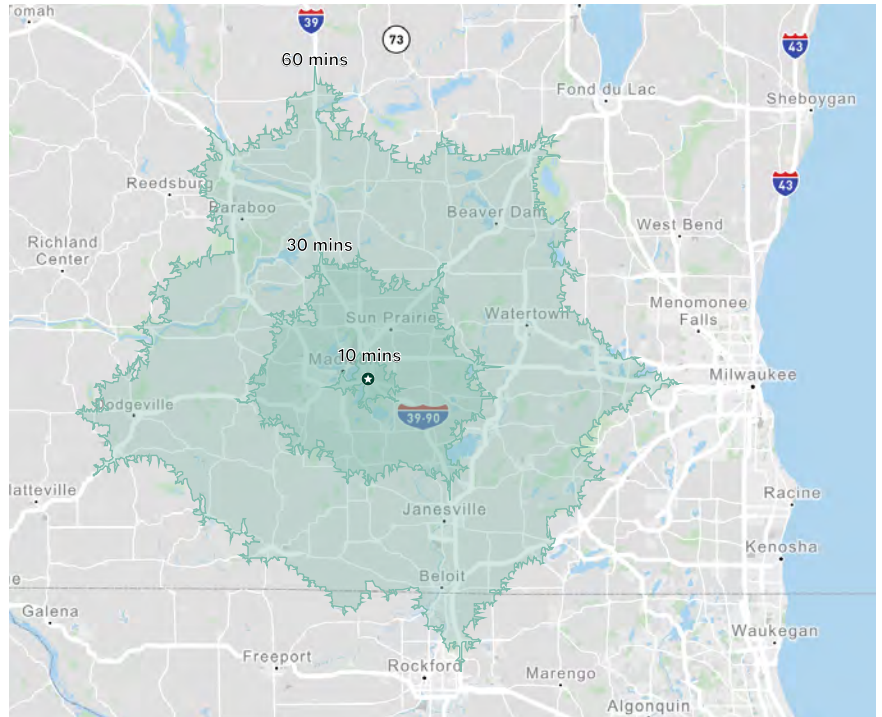 omah
39
73
43
60 mins
Fond du Lac
Sheboygan
43
Reedsburg
Baraboo
Beaver Dam
West Bend
Richland
Center
30 mins
Menomonee
Falls
Sun Prairie
Watertown
10 mins
Milwaukee
Dodgeville
39-90
latteville
Racine
Janesville
Kenosha
Beloit
Galena
Waukegan
Freeport
Rockford
Marengo
Algonquin